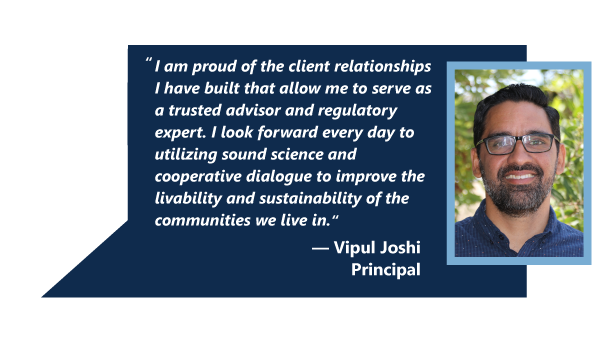 “I am proud of the client relationships
I have built that allow me to serve as
a trusted advisor and regulatory
expert. I look forward every day to
utilizing sound science and
cooperative dialogue to improve the
livability and sustainability of the
communities we live in.“
— Vipul Joshi
Principal